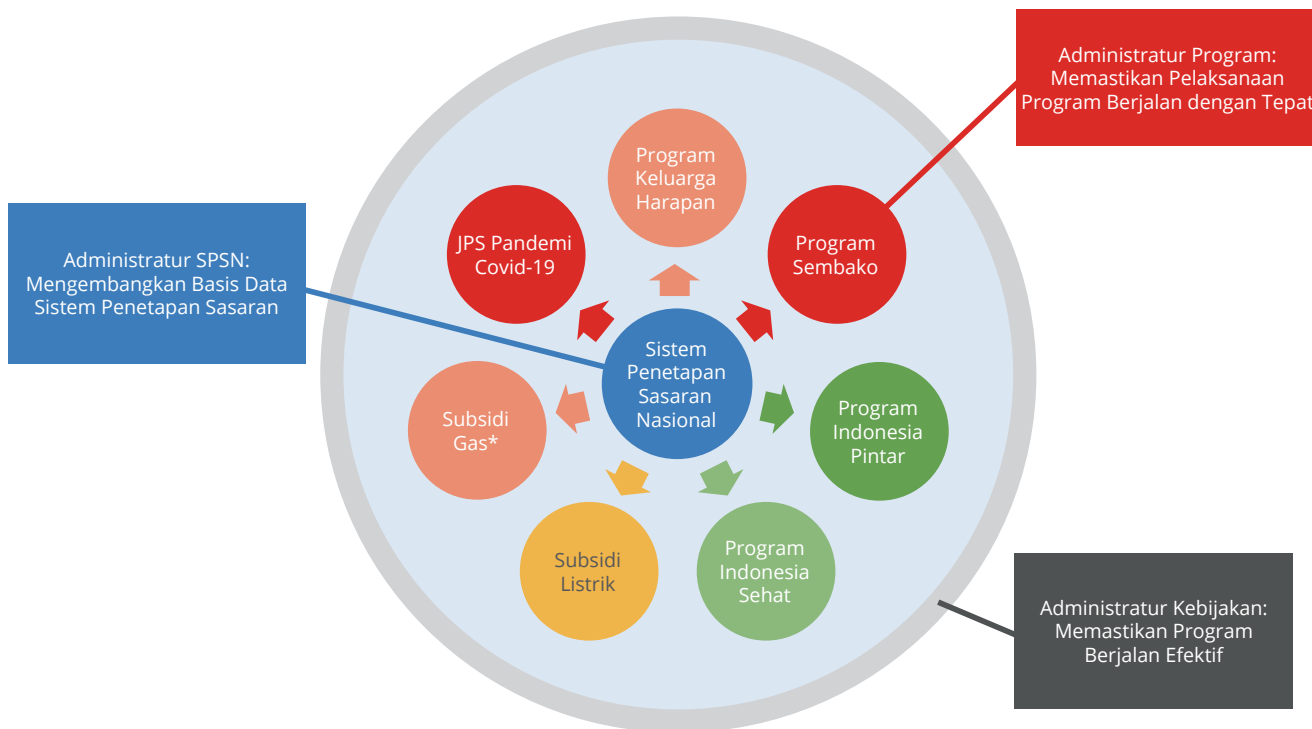 Administratur Program:
Memastikan Pelaksanaan
Program Berjalan dengan Tepat
Program
Keluarga
Harapan
JPS Pandemi
Covid-19
Program
Sembako
Administratur SPSN:
Mengembangkan Basis Data
Sistem Penetapan Sasaran
Sistem
Penetapan
Sasaran
Nasional
Subsidi
Gas*
Program
Indonesia
Pintar
Subsidi
Listrik
Program
Indonesia
Sehat
Administratur Kebijakan:
Memastikan Program
Berjalan Efektif